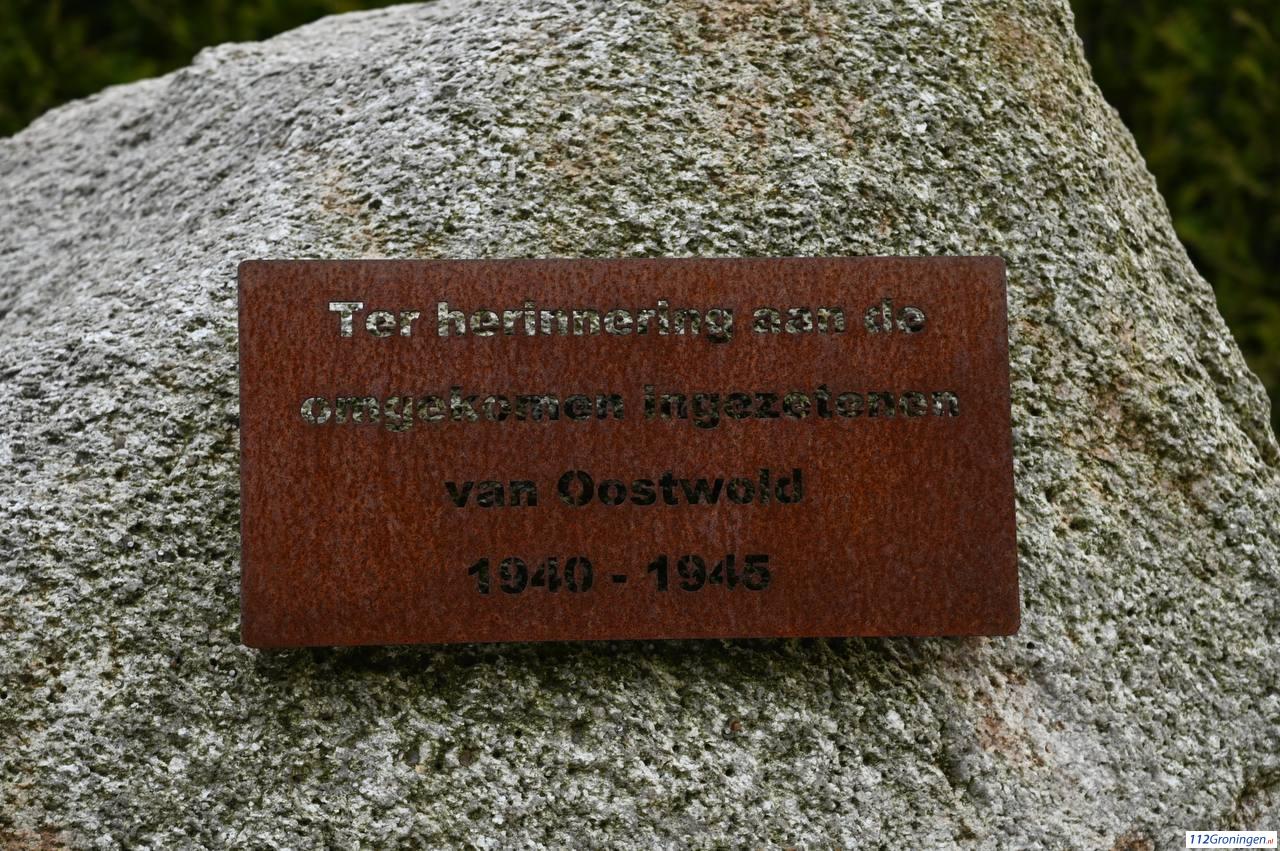 Ter herinnering aan de
omgekomen ingezetenen
van Oostwold
1940 - 1945
112Groningen.nl